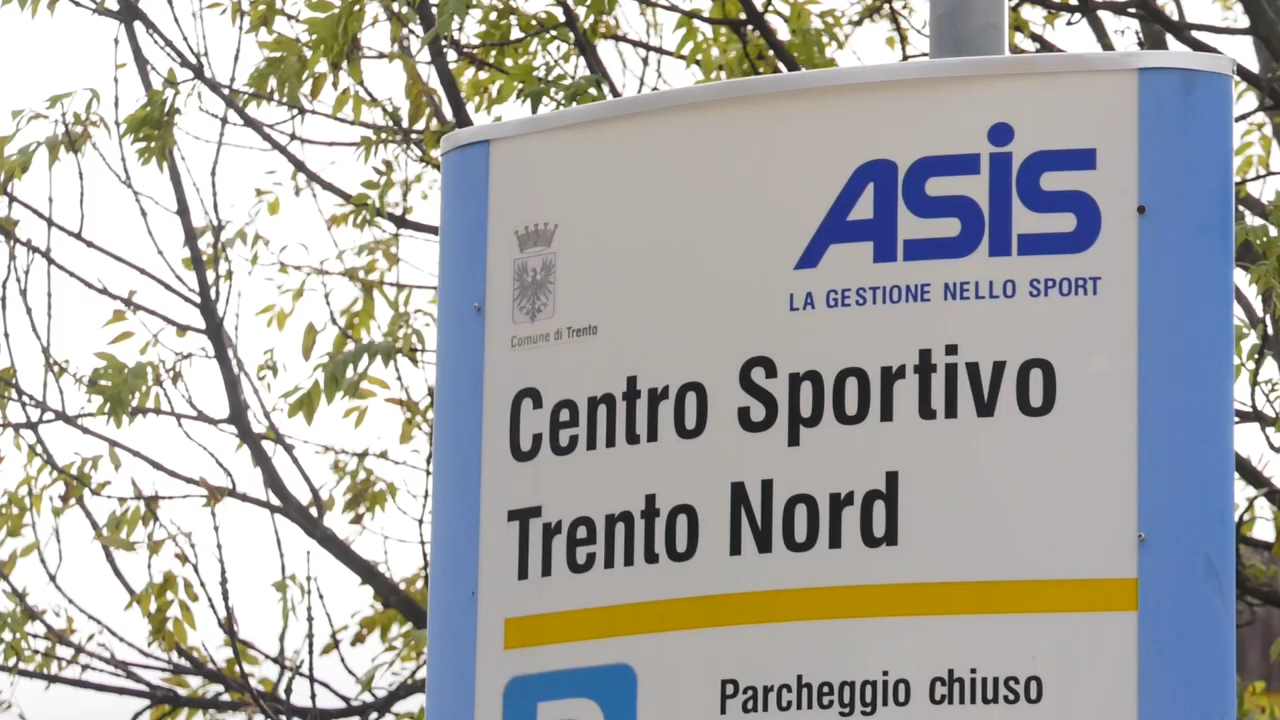 ASiS
LA GESTIONE NELLO SPORT
Comune di Trento
Centro Sportivo
Trento Nord
P
Parcheggio chiuso